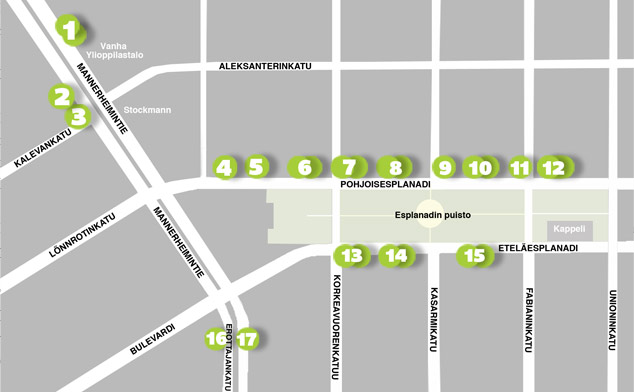 1
Vanha
Ylioppilastalo
ALEKSANTERINKATU
MANNERHEIMINTIE
2
Stockmann
3
KALEVANKATU
4
5
6
7
8
9
10
11
12
POHJOISESPLANADI
MANNERHEIMINTIE
Esplanadin puisto
LÖNNROTINKATU
Kappeli
ETELÄESPLANADI
13
14
15
KORKEAVUORENKATUU
KASARMIKATU
FABIANINKATU
UNIONINKATU
BULEVARDI
16
EROTTAJANKATU
17